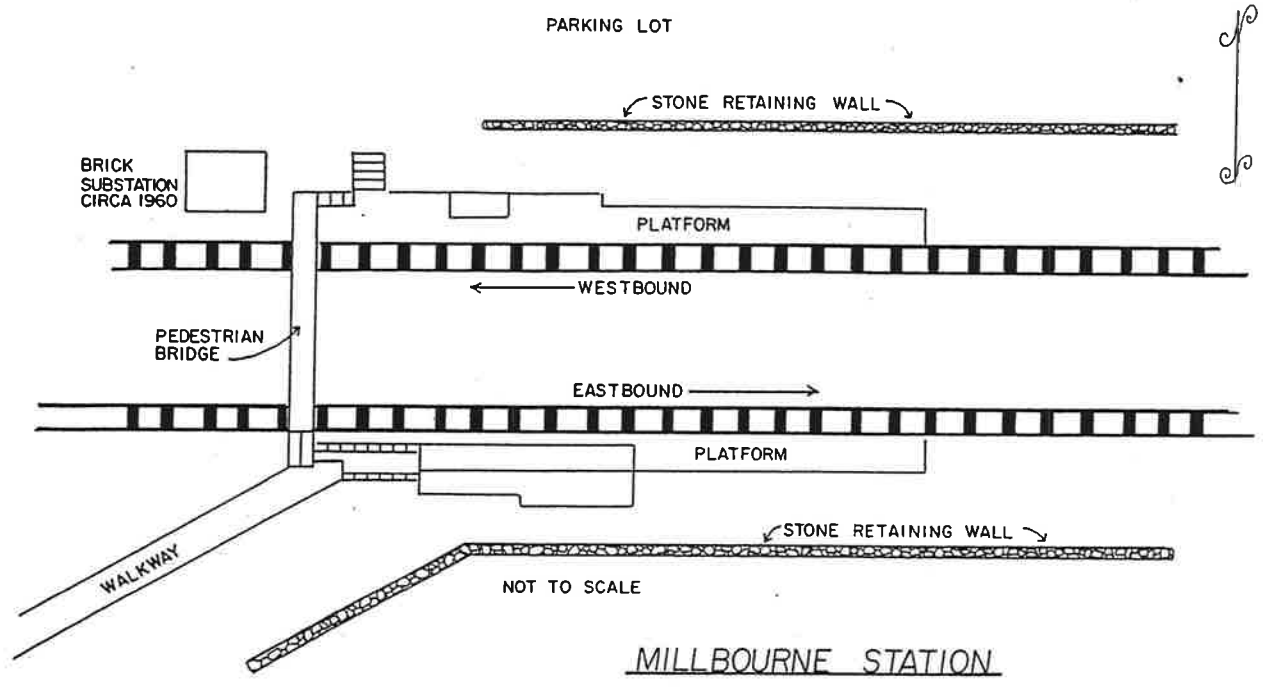 PARKING LOT
STONE RETAINING WALL
BRICK
SUBSTATION
CIRCA 1960
PLATFORM
WESTBOUND
PEDESTRIAN
BRIDGE
EASTBOUND
PLATFORM
STONE RETAINING WALL
WALKWAY
NOT TO SCALE
MILLBOURNE STATION